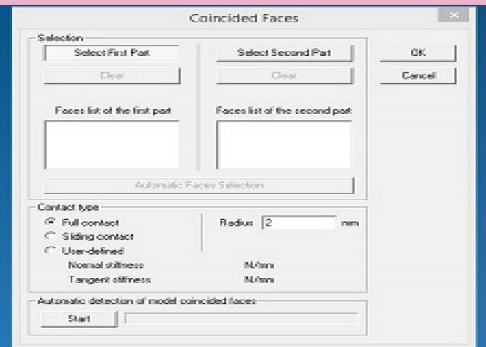 Coincided Faces
Selection
Select First Part
Select Second Part
OK
Clear
Clear
Cancel
Faces list of the first part
Faces list of the second part
Automatic Faces Selection
Contact type
Full contact
Radius 2 mm
Sliding contact
User-defined
Normal stiffness N/mm
Tangent stiffness N/mm
Automatic detection of model coincided faces
Start